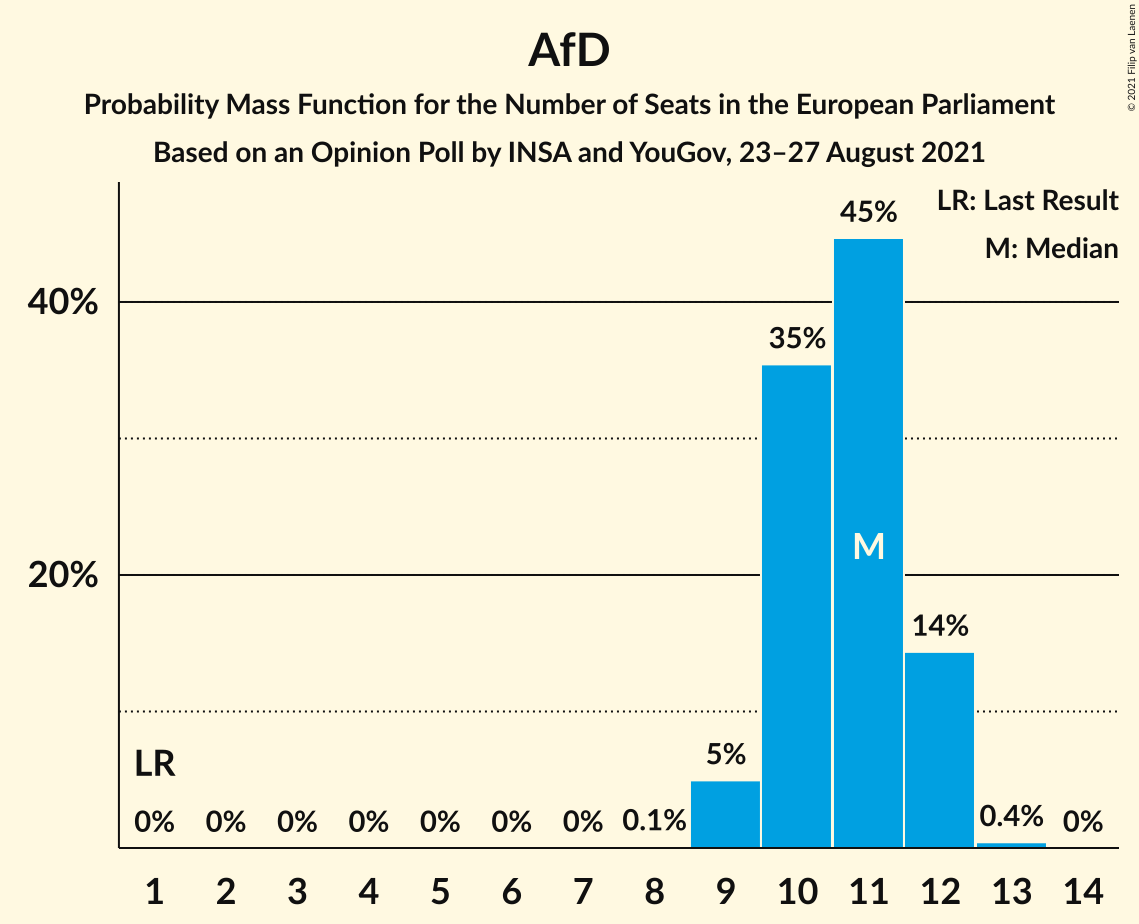 AfD
Probability Mass Function for the Number of Seats in the European Parliament
Based on an Opinion Poll by INSA and YouGov, 23–27 August 2021
© 2021 Filip van Laenen
LR: Last Result
M: Median
45%
40%
35%
M
20%
14%
5%
LR
0% 0% 0% 0% 0% 0% 0% 0.1% 0.4% 0%
1 2 3 4 5 6 7 8 9 10 11 12 13 14